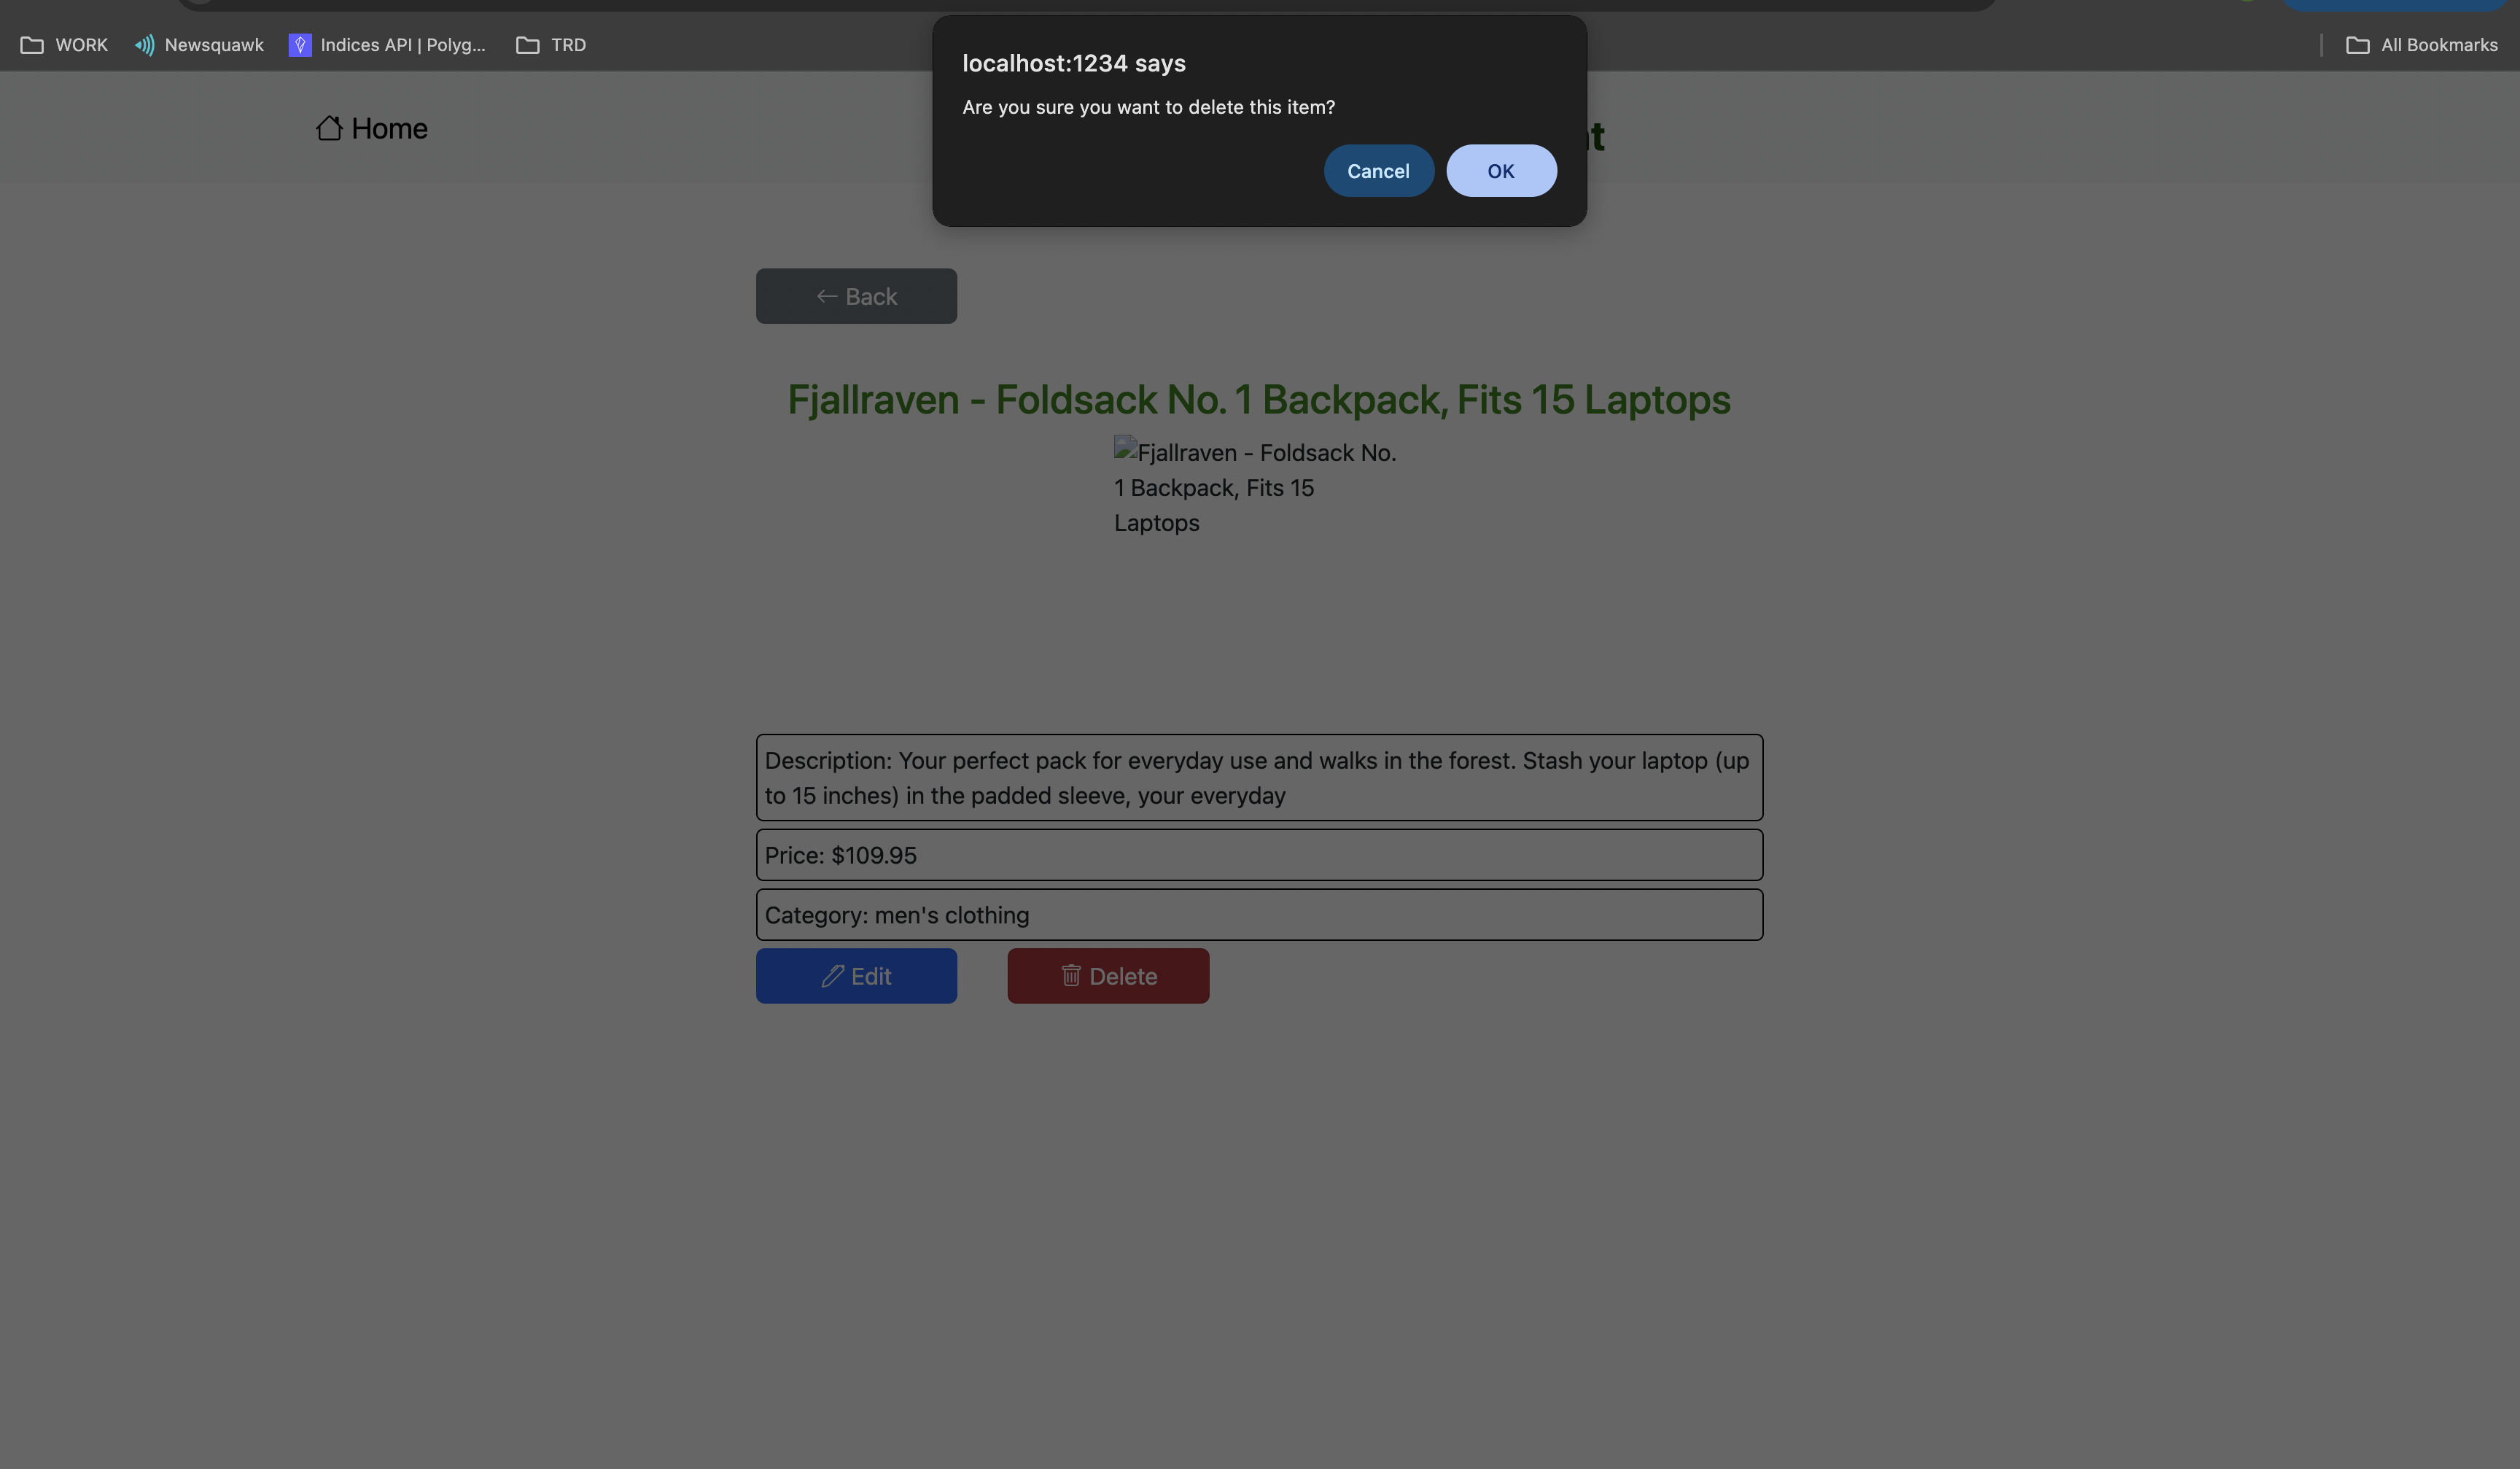 WORK
Newsquawk
Indices API | Polyg...
TRD
All Bookmarks
localhost:1234 says
Are you sure you want to delete this item?
Cancel
OK
Home
Back
Fjallraven - Foldsack No. 1 Backpack, Fits 15 Laptops
Fjallraven - Foldsack No.
1 Backpack, Fits 15
Laptops
Description: Your perfect pack for everyday use and walks in the forest. Stash your laptop (up
to 15 inches) in the padded sleeve, your everyday
Price: $109.95
Category: men's clothing
Edit
Delete